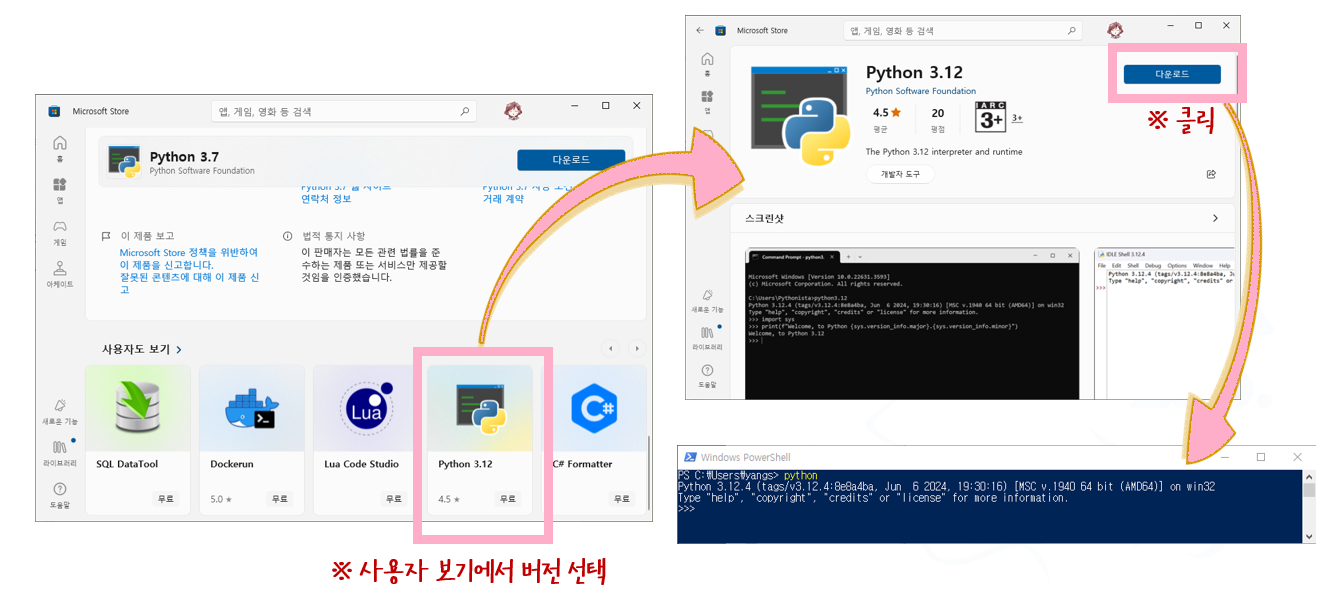 Microsoft Store
앱, 게임, 영화 등 검색
홈
앱
게임
아케이드
새로운 기능
라이브러리
도움말
Python 3.7
Python Software Foundation
다운로드
연락처 정보
거래 계약
이 제품 보고
Microsoft Store 정책을 위반하여
이 제품을 신고합니다.
잘못된 콘텐츠에 대해 이 제품 신
고
법적 통지 사항
이 판매자는 모든 관련 법률을 준
수하는 제품 또는 서비스만 제공할
것임을 인증했습니다.
사용자도 보기 >
SQL DataTool
무료
Dockerun
5.0 ★
무료
Lua
Lua Code Studio
무료
Python 3.12
4.5 ★
무료
C#
C# Formatter
무료
※ 사용자 보기에서 버전 선택
Microsoft Store
앱, 게임, 영화 등 검색
홈
앱
새로운 기능
라이브러리
도움말
Python 3.12
Python Software Foundation
4.5 ★
평균
20
평점
IARC
3+
3+
The Python 3.12 interpreter and runtime
개발자 도구
다운로드
※ 클릭
스크린샷
Command Prompt - python3.
Microsoft Windows [Version 10.0.22631.3593]
(c) Microsoft Corporation. All rights reserved.
C:\Users\Pythonista>python3.12
Python 3.12.4 (tags/v3.12.4:8e8a4ba, Jun  6 2024, 19:30:16) [MSC v.1940 64 bit (AMD64)] on win32
Type "help", "copyright", "credits" or "license" for more information.
>>> import sys
>>> print(f"Welcome, to Python {sys.version_info.major}.{sys.version_info.minor}")
Welcome, to Python 3.12
>>>
IDLE Shell 3.12.4
File Edit Shell Debug Options Window Help
Python 3.12.4 (tags/v3.12.4:8e8a4ba, Ju
Type "help", "copyright", "credits" or
>>>
Windows PowerShell
PS C:₩Users₩yangs> python
Python 3.12.4 (tags/v3.12.4:8e8a4ba, Jun  6 2024, 19:30:16) [MSC v.1940 64 bit (AMD64)] on win32
Type "help", "copyright", "credits" or "license" for more information.
>>>